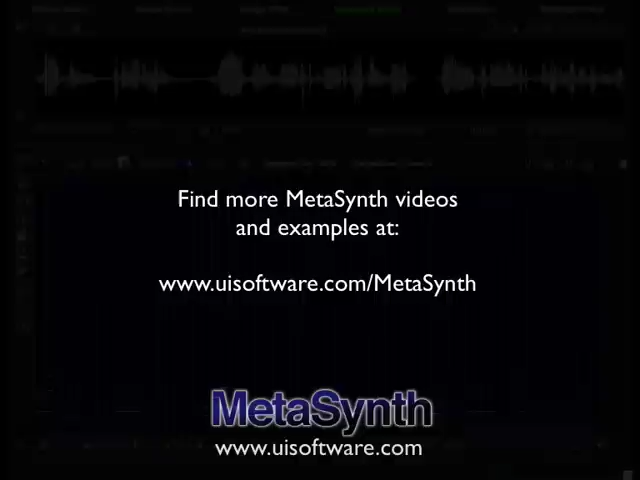 Find more MetaSynth videos
and examples at:
www.uisoftware.com/MetaSynth
MetaSynth
www.uisoftware.com